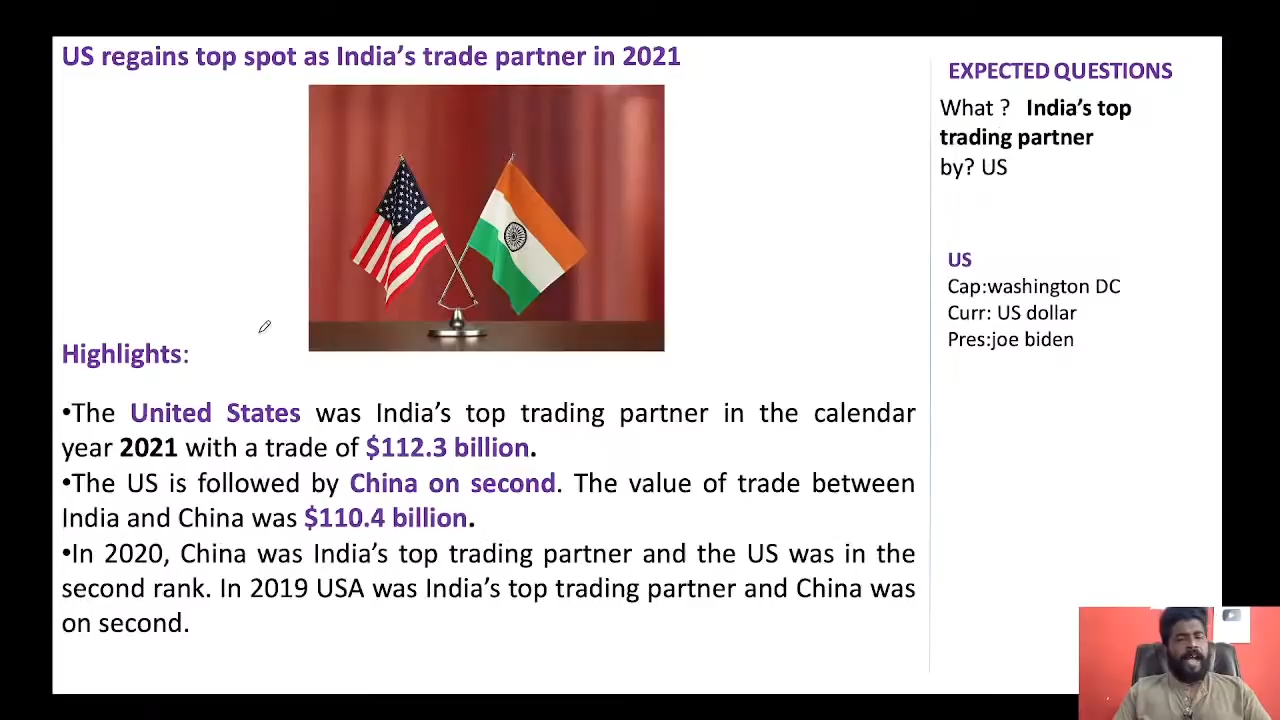 US regains top spot as India’s trade partner in 2021
Highlights:
•The United States was India’s top trading partner in the calendar
year 2021 with a trade of $112.3 billion.
•The US is followed by China on second. The value of trade between
India and China was $110.4 billion.
•In 2020, China was India’s top trading partner and the US was in the
second rank. In 2019 USA was India’s top trading partner and China was
on second.
EXPECTED QUESTIONS
What ? India’s top
trading partner
by? US
US
Cap:washington DC
Curr: US dollar
Pres:joe biden